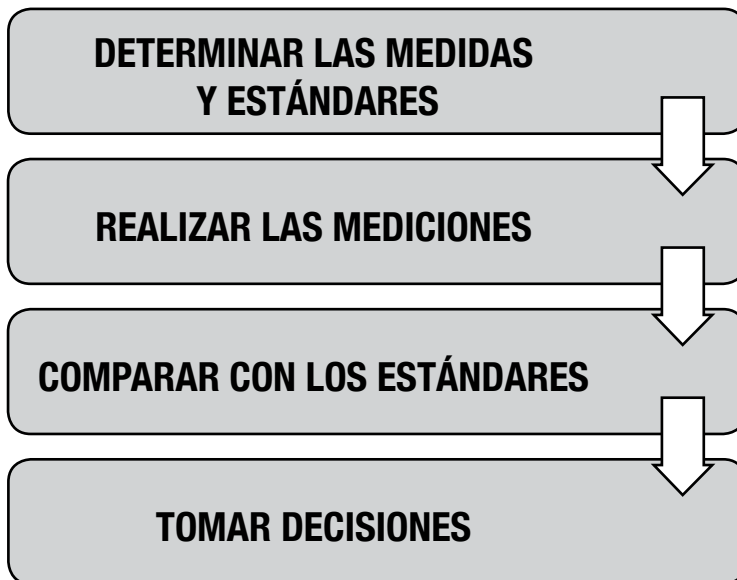 DETERMINAR LAS MEDIDAS
Y ESTÁNDARES
REALIZAR LAS MEDICIONES
COMPARAR CON LOS ESTÁNDARES
TOMAR DECISIONES